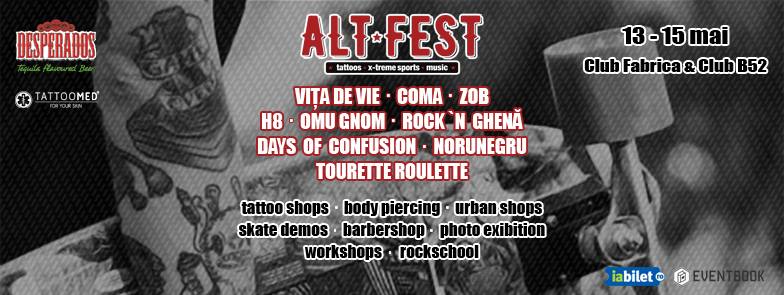 DESPERADOS
Tequila Flavoured Beer
TATTOOMED®
FOR YOUR SKIN
ALT★FEST
tattoos · x-treme sports · music
13 - 15 mai
Club Fabrica & Club B52
VIȚA DE VIE · COMA · ZOB
H8 · OMU GNOM · ROCK`N GHENĂ
DAYS OF CONFUSION · NORUNEGRU
TOURETTE ROULETTE
tattoo shops · body piercing · urban shops
skate demos · barbershop · photo exibition
workshops · rockschool
iabilet ro
EVENTBOOK